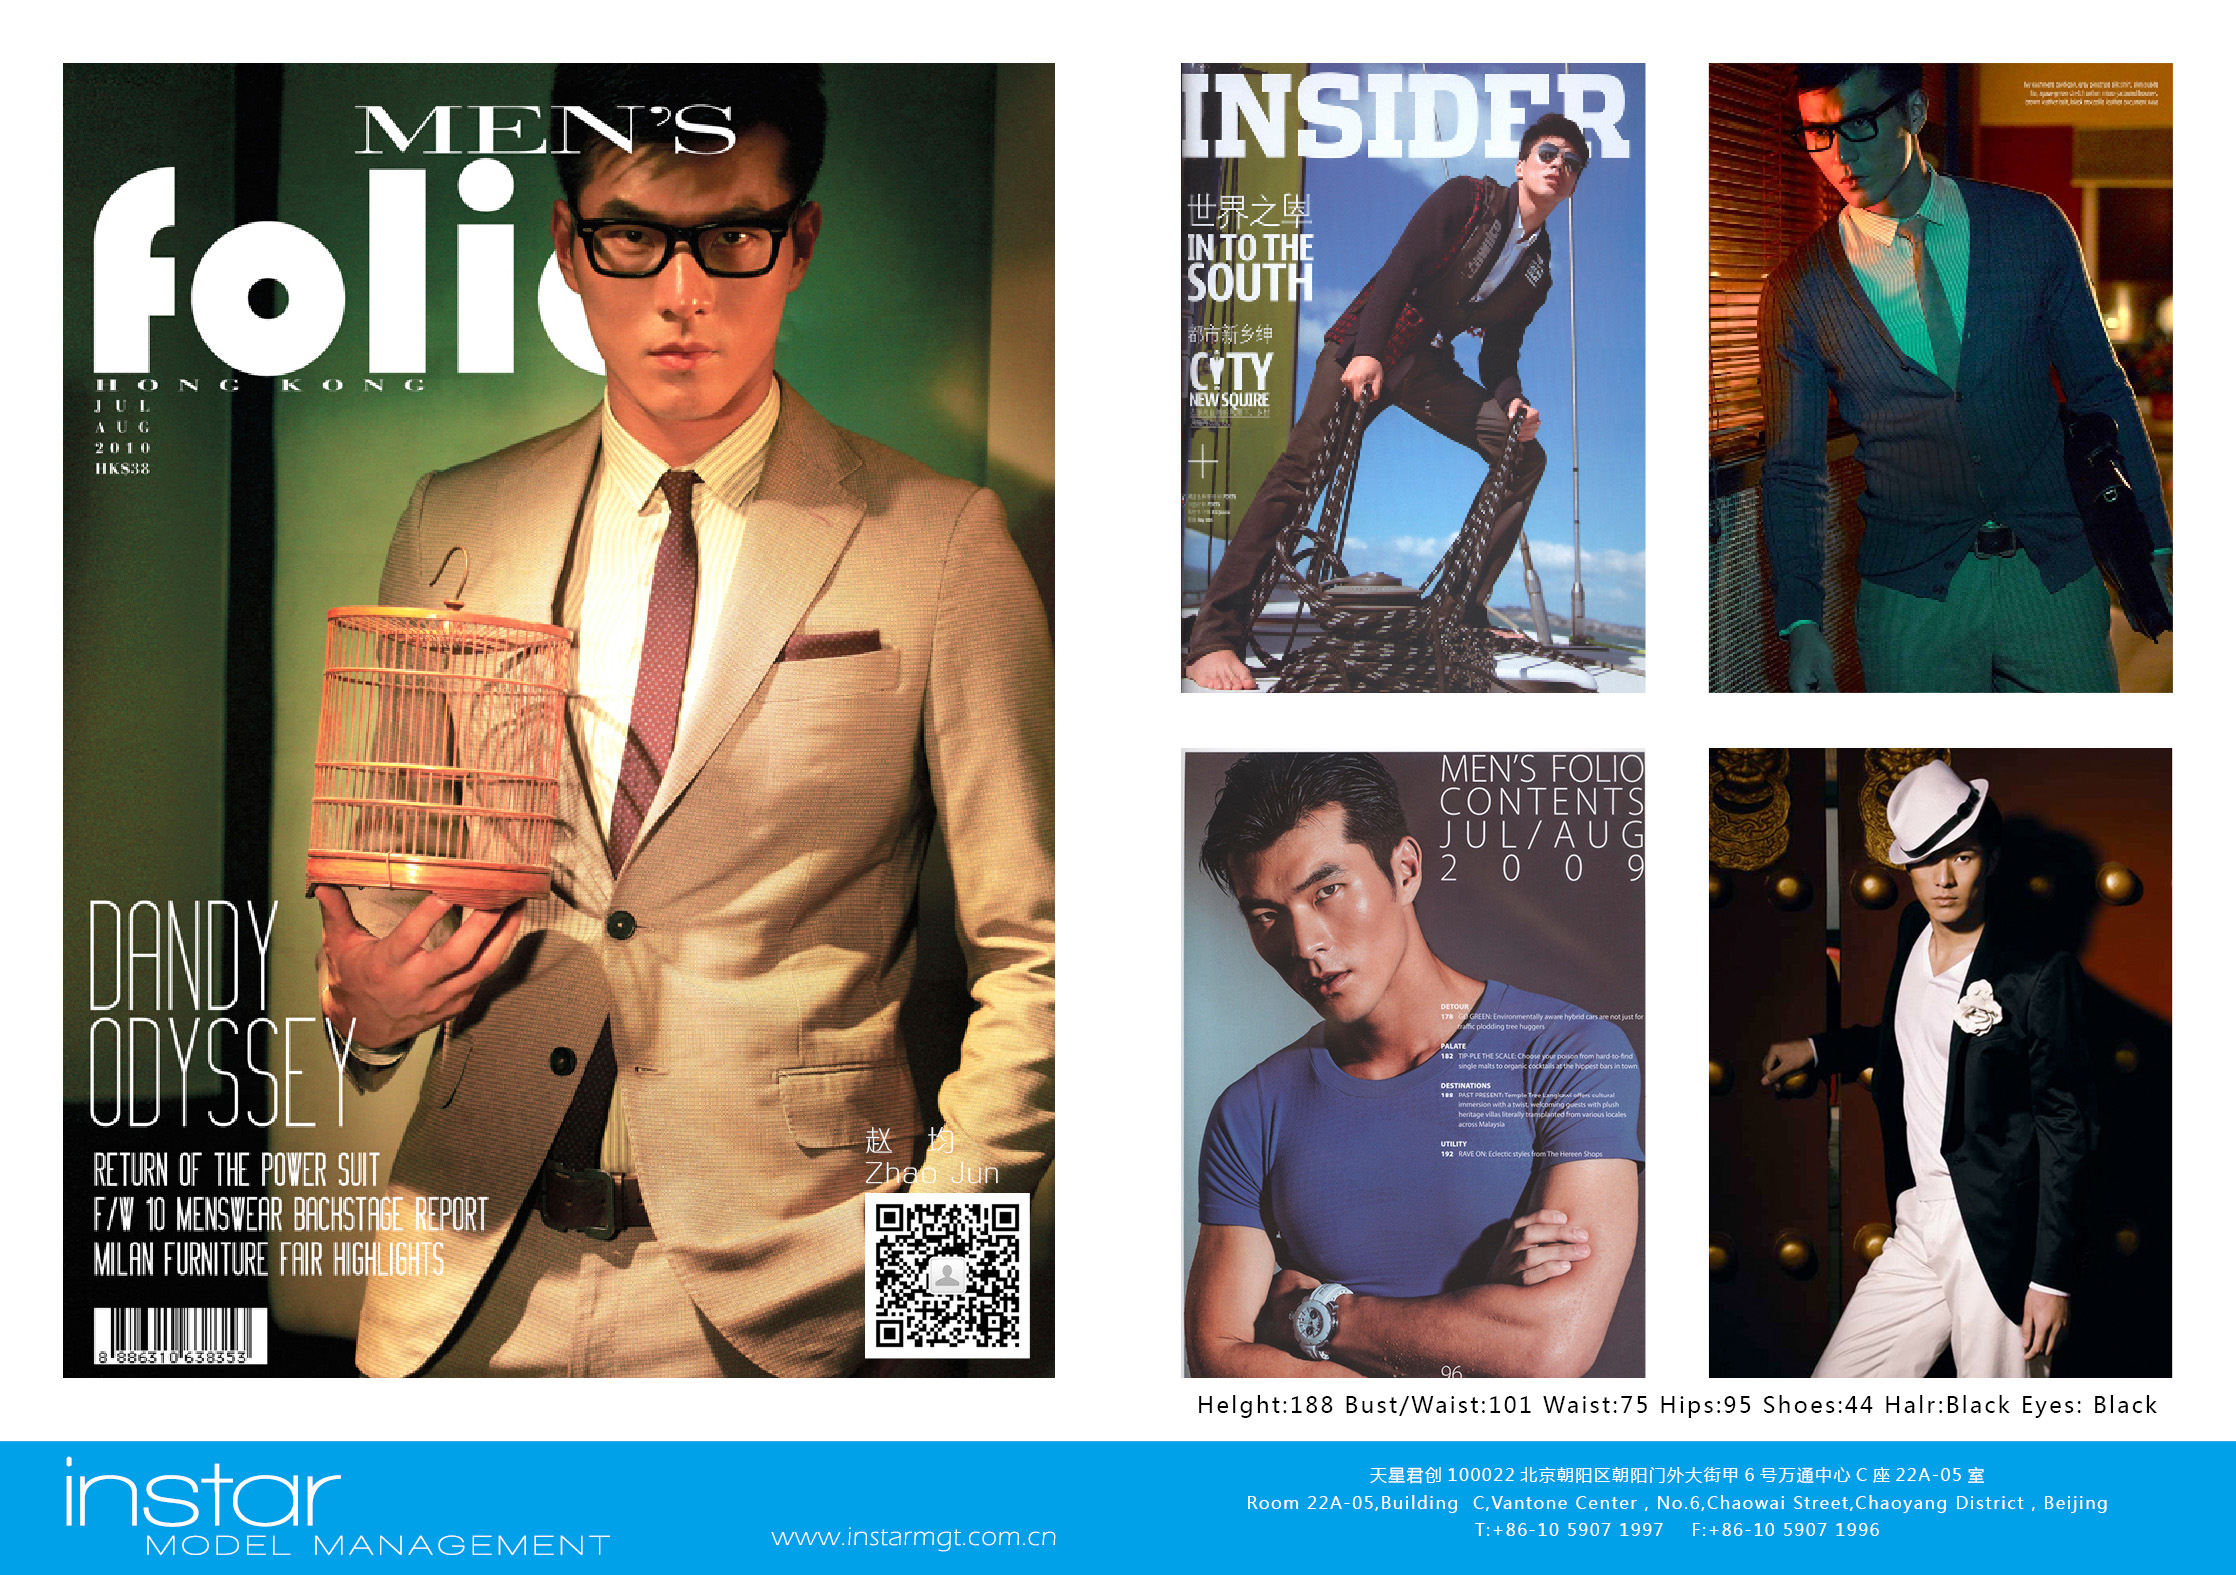 MEN'S
folio
HONG KONG
JUL
AUG
2010
HK$38
DANDY
ODYSSEY
RETURN OF THE POWER SUIT
F/W 10 MENSWEAR BACKSTAGE REPORT
MILAN FURNITURE FAIR HIGHLIGHTS
8 886310 638353
赵 均
Zhao Jun
INSIDER
世界之
IN TO THE
SOUTH
都市新乡绅
CITY
NEW SQUIRE
MEN'S FOLIO
CONTENTS
JUL/AUG
2009
DETOUR
178 GO GREEN: Environmentally aware hybrid cars are not just for
traffic plodding tree huggers
PALATE
182 TIP-PLE THE SCALE: Choose your poison from hard-to-find
single malts to organic cocktails at the hippest bars in town
DESTINATIONS
188 PAST PRESENT: Temple Tree Langkawi offers cultural
immersion with a twist, welcoming guests with plush
heritage villas literally transplanted from various locales
across Malaysia
UTILITY
192 RAVE ON: Eclectic styles from The Hereen Shops
96
Helght:188 Bust/Waist:101 Waist:75 Hips:95 Shoes:44 Halr:Black Eyes: Black
instar
MODEL MANAGEMENT
www.instarmgt.com.cn
天星君创 100022 北京朝阳区朝阳门外大街甲 6 号万通中心 C 座 22A-05 室
Room 22A-05,Building C,Vantone Center , No.6,Chaowai Street,Chaoyang District , Beijing
T:+86-10 5907 1997 F:+86-10 5907 1996